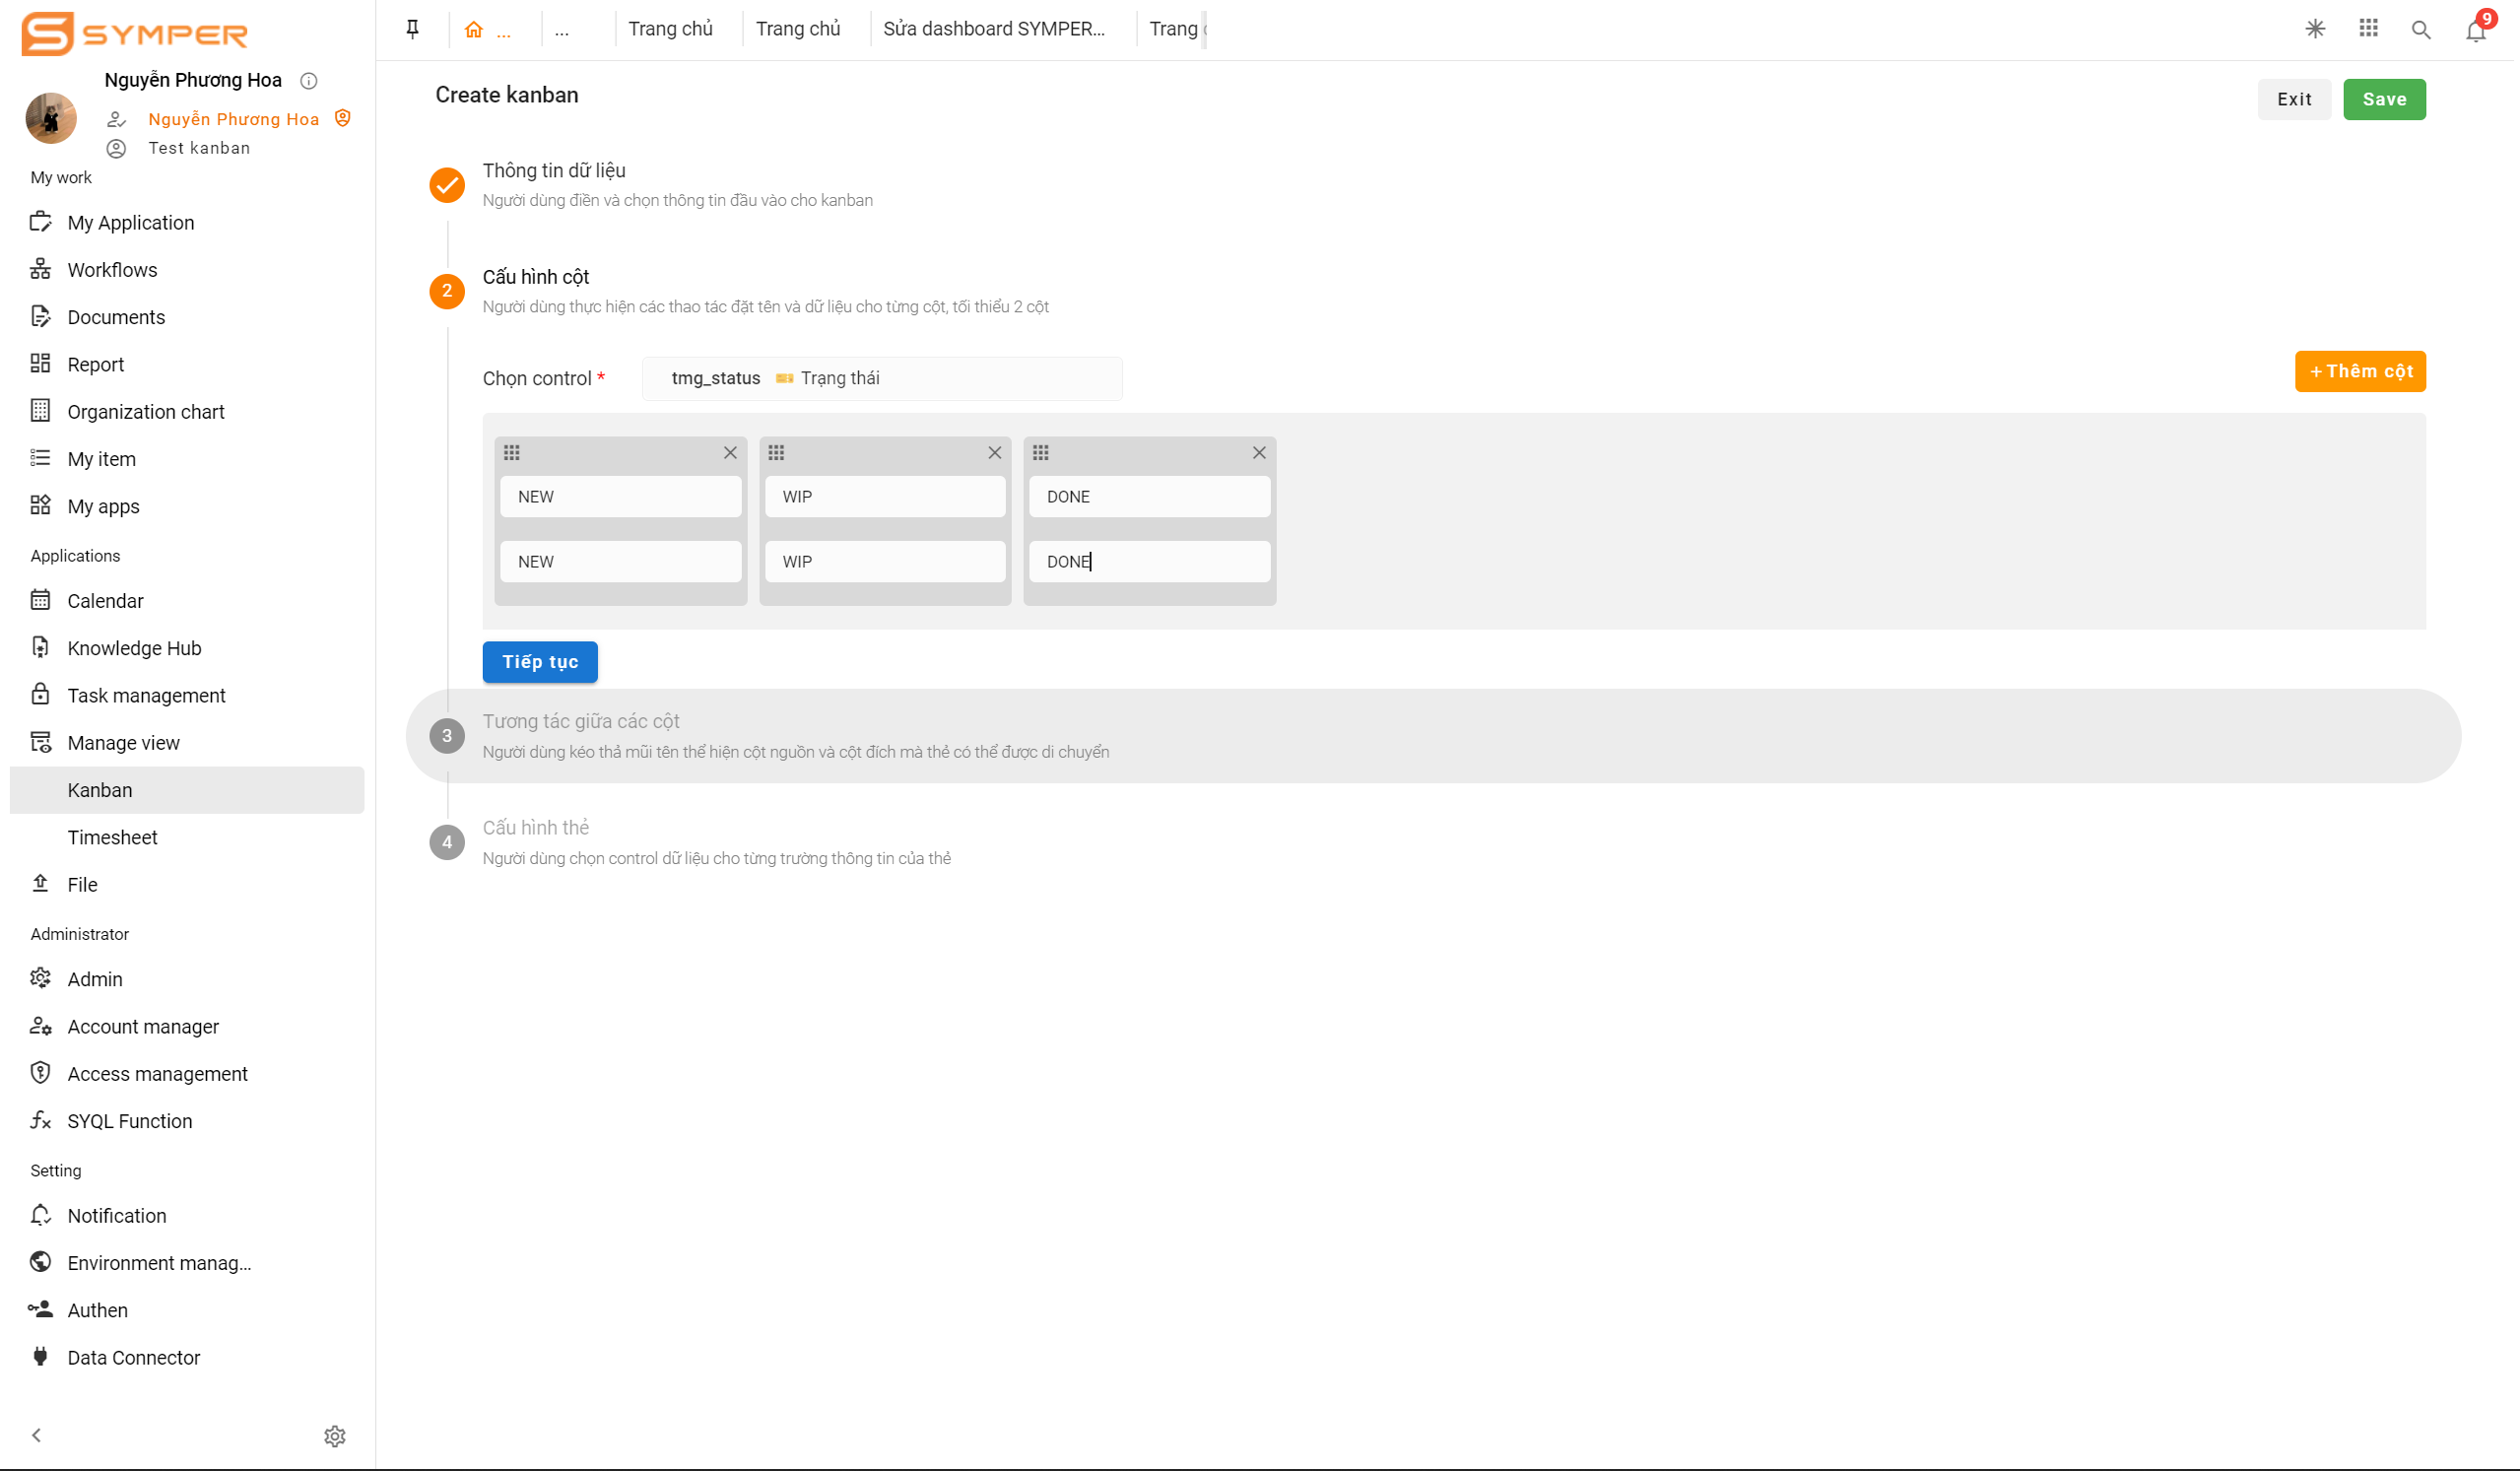 SYMPER
Nguyễn Phương Hoa
Nguyễn Phương Hoa
Test kanban
My work
My Application
Workflows
Documents
Report
Organization chart
My item
My apps
Applications
Calendar
Knowledge Hub
Task management
Manage view
Kanban
Timesheet
File
Administrator
Admin
Account manager
Access management
SYQL Function
Setting
Notification
Environment manag...
Authen
Data Connector
... ... Trang chủ Trang chủ Sửa dashboard SYMPER... Trang
9
Create kanban
Exit Save
Thông tin dữ liệu
Người dùng điền và chọn thông tin đầu vào cho kanban
2 Cấu hình cột
Người dùng thực hiện các thao tác đặt tên và dữ liệu cho từng cột, tối thiểu 2 cột
Chọn control * tmg_status 🎫 Trạng thái
+ Thêm cột
NEW WIP DONE
NEW WIP DONE
Tiếp tục
3 Tương tác giữa các cột
Người dùng kéo thả mũi tên thể hiện cột nguồn và cột đích mà thẻ có thể được di chuyển
4 Cấu hình thẻ
Người dùng chọn control dữ liệu cho từng trường thông tin của thẻ